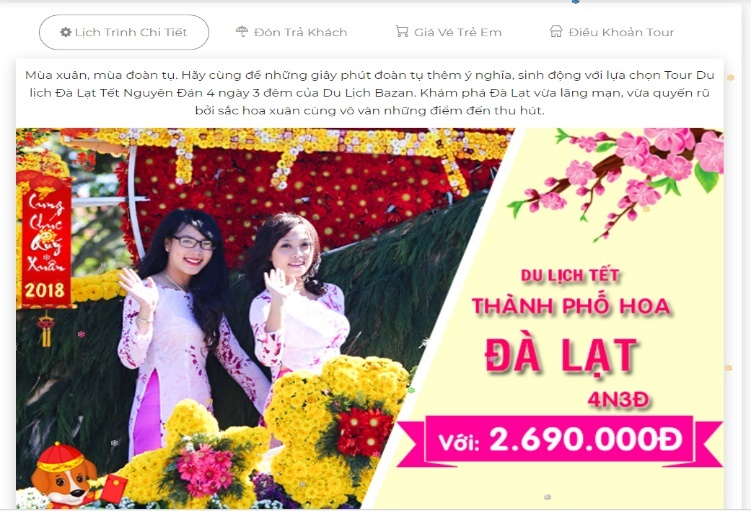 Lịch Trình Chi Tiết
Đón Trả Khách
Giá Vé Trẻ Em
Điều Khoản Tour
Mùa xuân, mùa đoàn tụ. Hãy cùng để những giây phút đoàn tụ thêm ý nghĩa, sinh động với lựa chọn Tour Du
lịch Đà Lạt Tết Nguyên Đán 4 ngày 3 đêm của Du Lịch Bazan. Khám phá Đà Lạt vừa lãng mạn, vừa quyến rũ
bởi sắc hoa xuân cùng vô vàn những điểm đến thu hút.
Cung
Chúc
Quý
Xuân
2018
DU LỊCH TẾT
THÀNH PHỐ HOA
ĐÀ LẠT
4N3Đ
Với: 2.690.000Đ